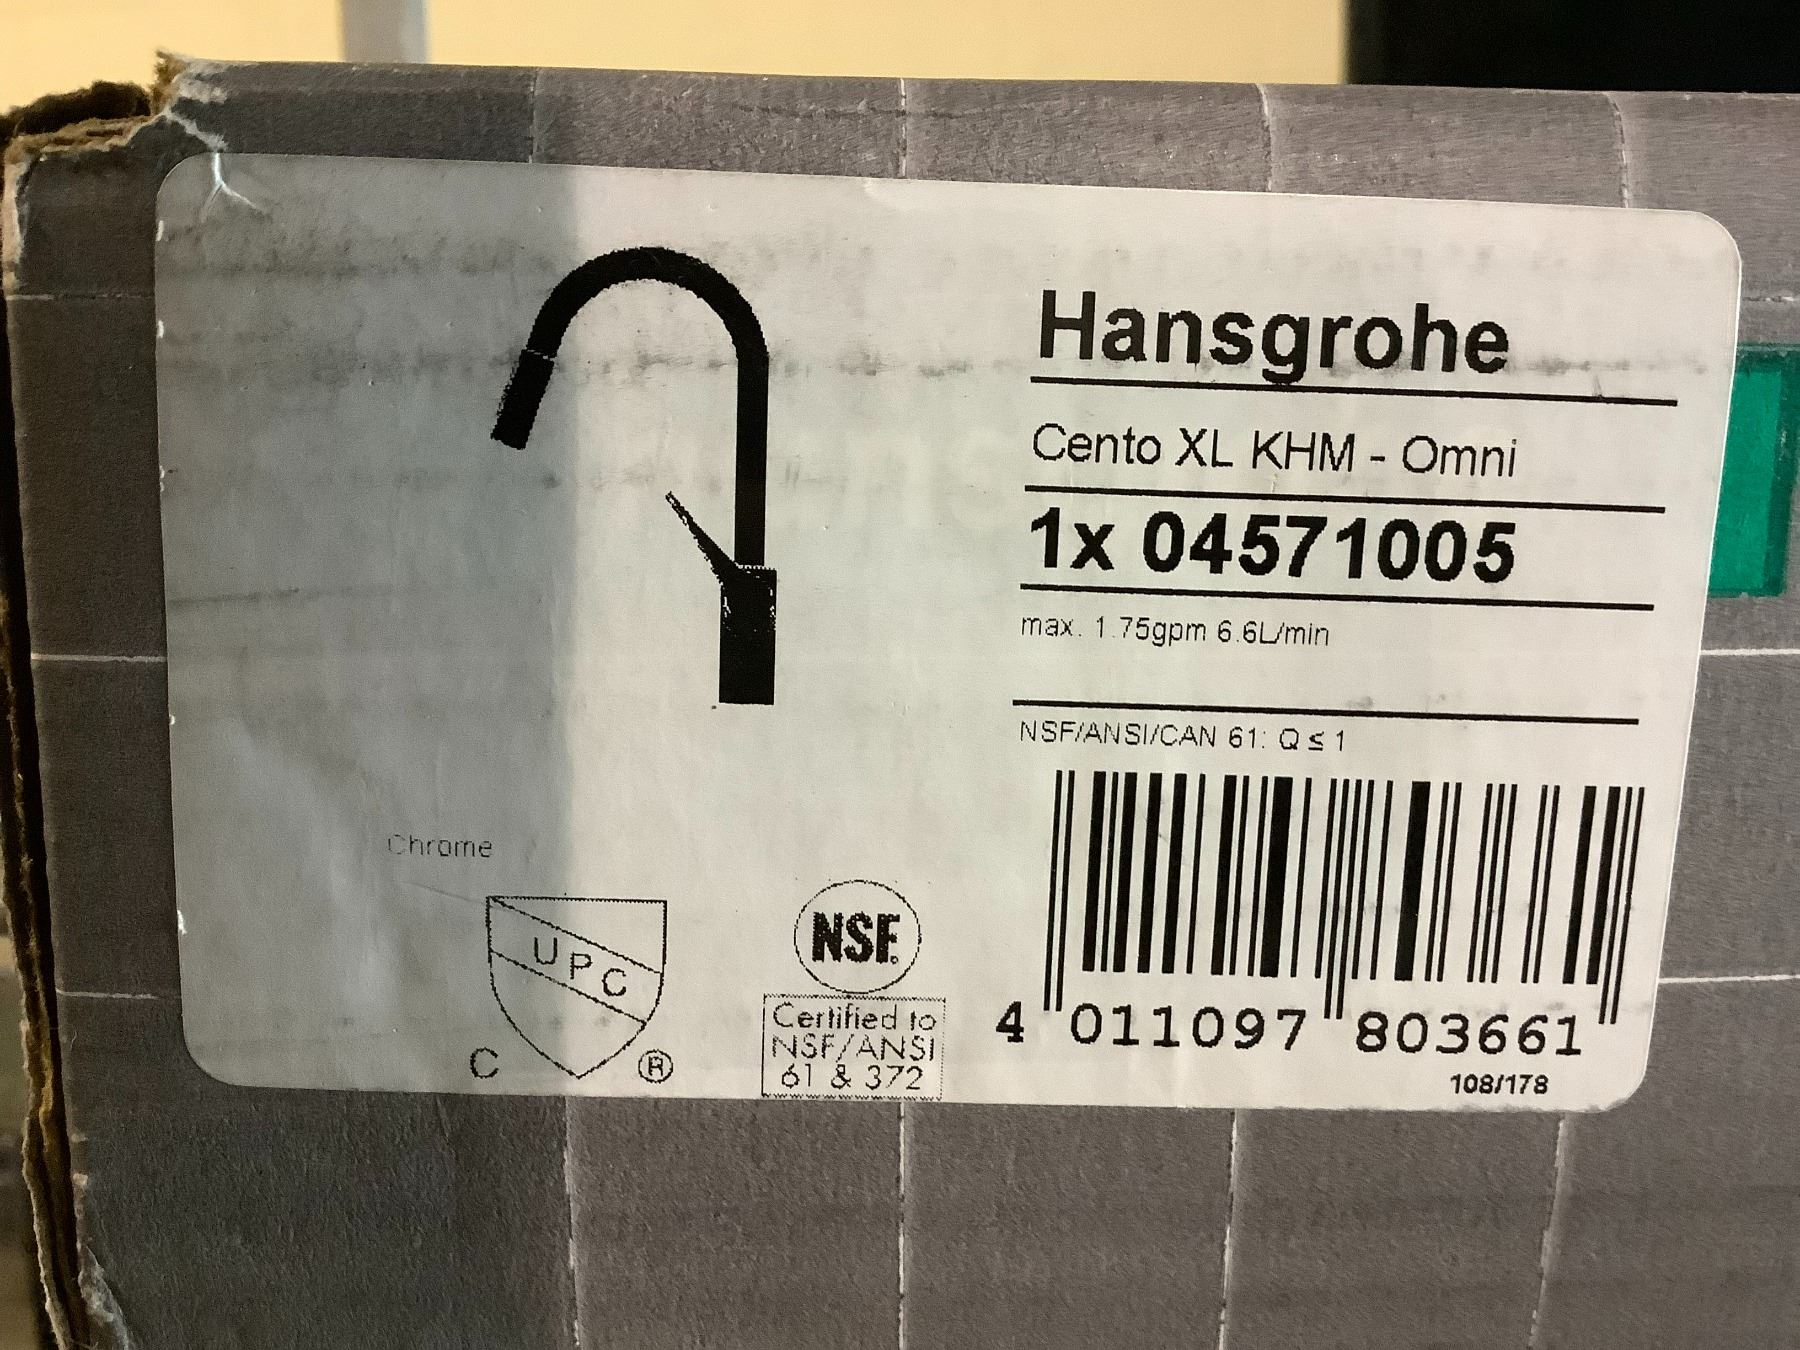 Hansgrohe
Cento XL KHM - Omni
1x 04571005
max. 1.75gpm 6.6L/min
NSF/ANSI/CAN 61: Q ≤ 1
Chrome
UPC
C ®
NSF.
Certified to
NSF/ANSI
61 & 372
4 011097 803661
108/178